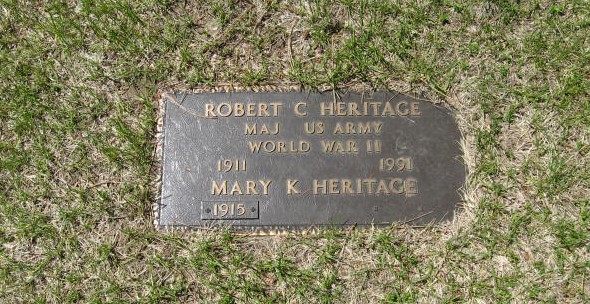 ROBERT C HERITAGE
MAJ US ARMY
WORLD WAR II
1911 1991
MARY K HERITAGE
1915